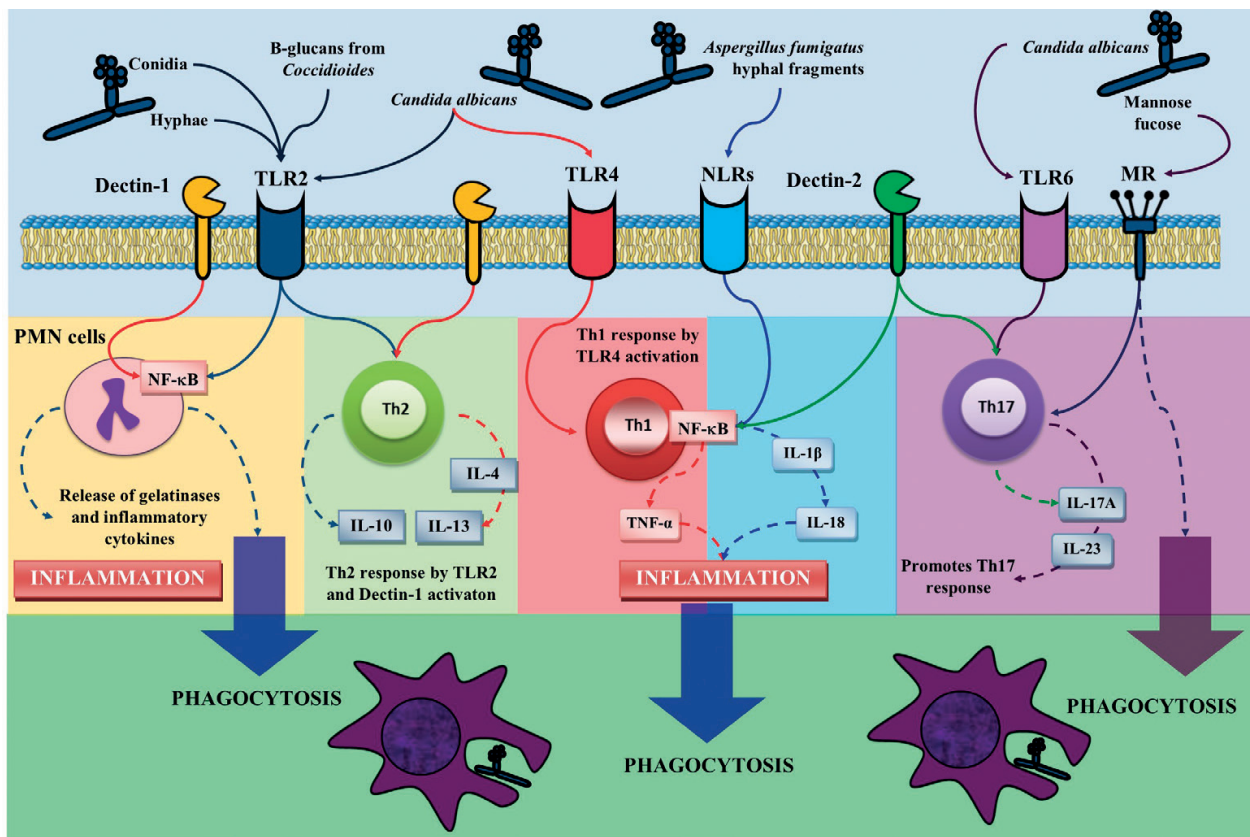 B-glucans from
Coccidioides
Conidia
Hyphae
Candida albicans
Aspergillus fumigatus
hyphal fragments
Candida albicans
Mannose
fucose
Dectin-1
TLR2
TLR4
NLRs
Dectin-2
TLR6
MR
PMN cells
NF-κB
Release of gelatinases
and inflammatory
cytokines
INFLAMMATION
Th2
IL-4
IL-10
IL-13
Th2 response by TLR2
and Dectin-1 activaton
Th1 response by
TLR4 activation
Th1
NF-κB
IL-1β
TNF-α
IL-18
INFLAMMATION
Th17
IL-17A
IL-23
Promotes Th17
response
PHAGOCYTOSIS
PHAGOCYTOSIS
PHAGOCYTOSIS